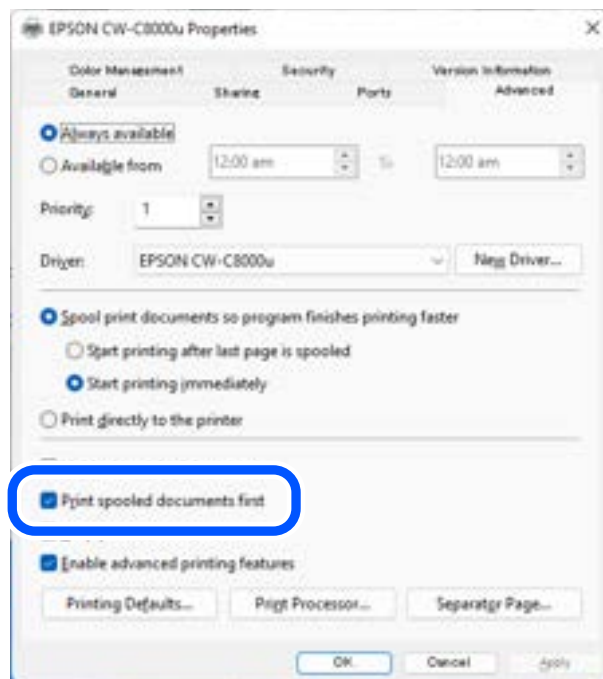 EPSON CW-C8000u Properties
Color Management Security Version Information
General Sharing Ports Advanced
Always available
Available from 12:00 am To 12:00 am
Priority: 1
Driver: EPSON CW-C8000u New Driver...
Spool print documents so program finishes printing faster
Start printing after last page is spooled
Start printing immediately
Print directly to the printer
Print spooled documents first
Enable advanced printing features
Printing Defaults... Print Processor... Separator Page...
OK Cancel Apply